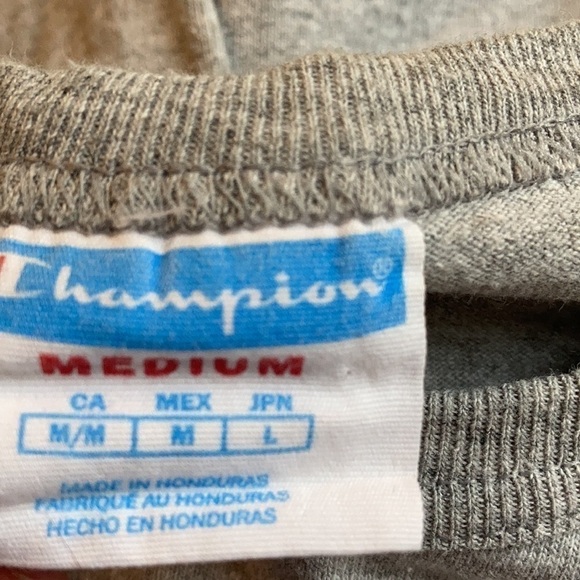 Champion®
MEDIUM
CA MEX JPN
M/M M L
MADE IN HONDURAS
FABRIQUÉ AU HONDURAS
HECHO EN HONDURAS